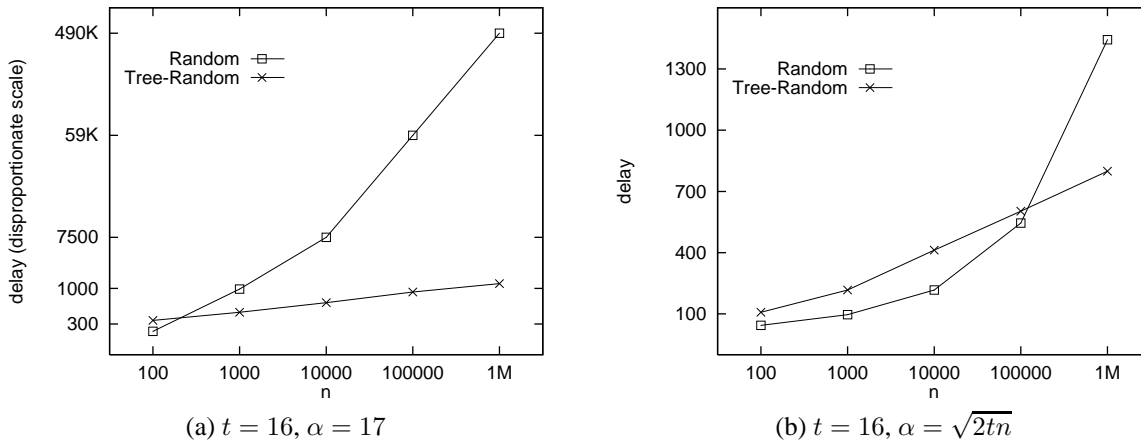 490K
59K
7500
1000
300
delay (disproportionate scale)
Random
Tree-Random
100 1000 10000 100000 1M
n
(a) t = 16, α = 17
1300
1000
700
400
100
delay
Random
Tree-Random
100 1000 10000 100000 1M
n
(b) t = 16, α = √2tn